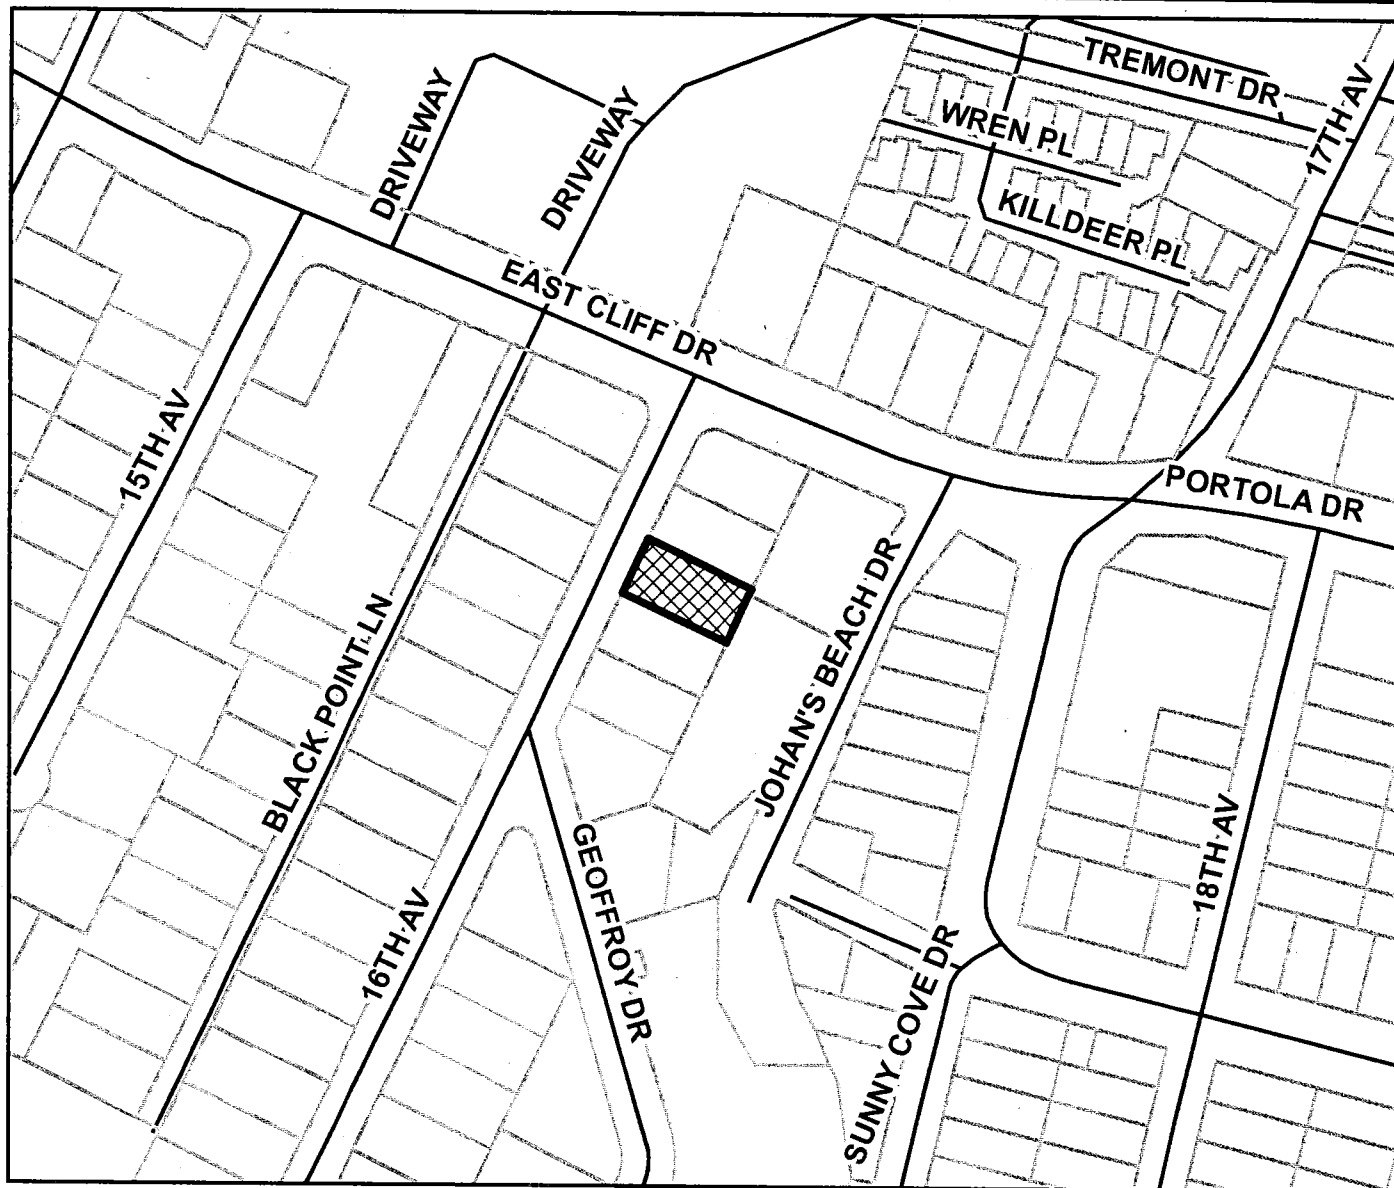 TREMONT DR
17TH AV
WREN PL
DRIVEWAY
DRIVEWAY
KILLDEER PL
EAST CLIFF DR
15TH AV
PORTOLA DR
JOHAN'S BEACH DR
BLACK POINT LN
18TH AV
GEOFFROY DR
16TH AV
SUNNY COVE DR